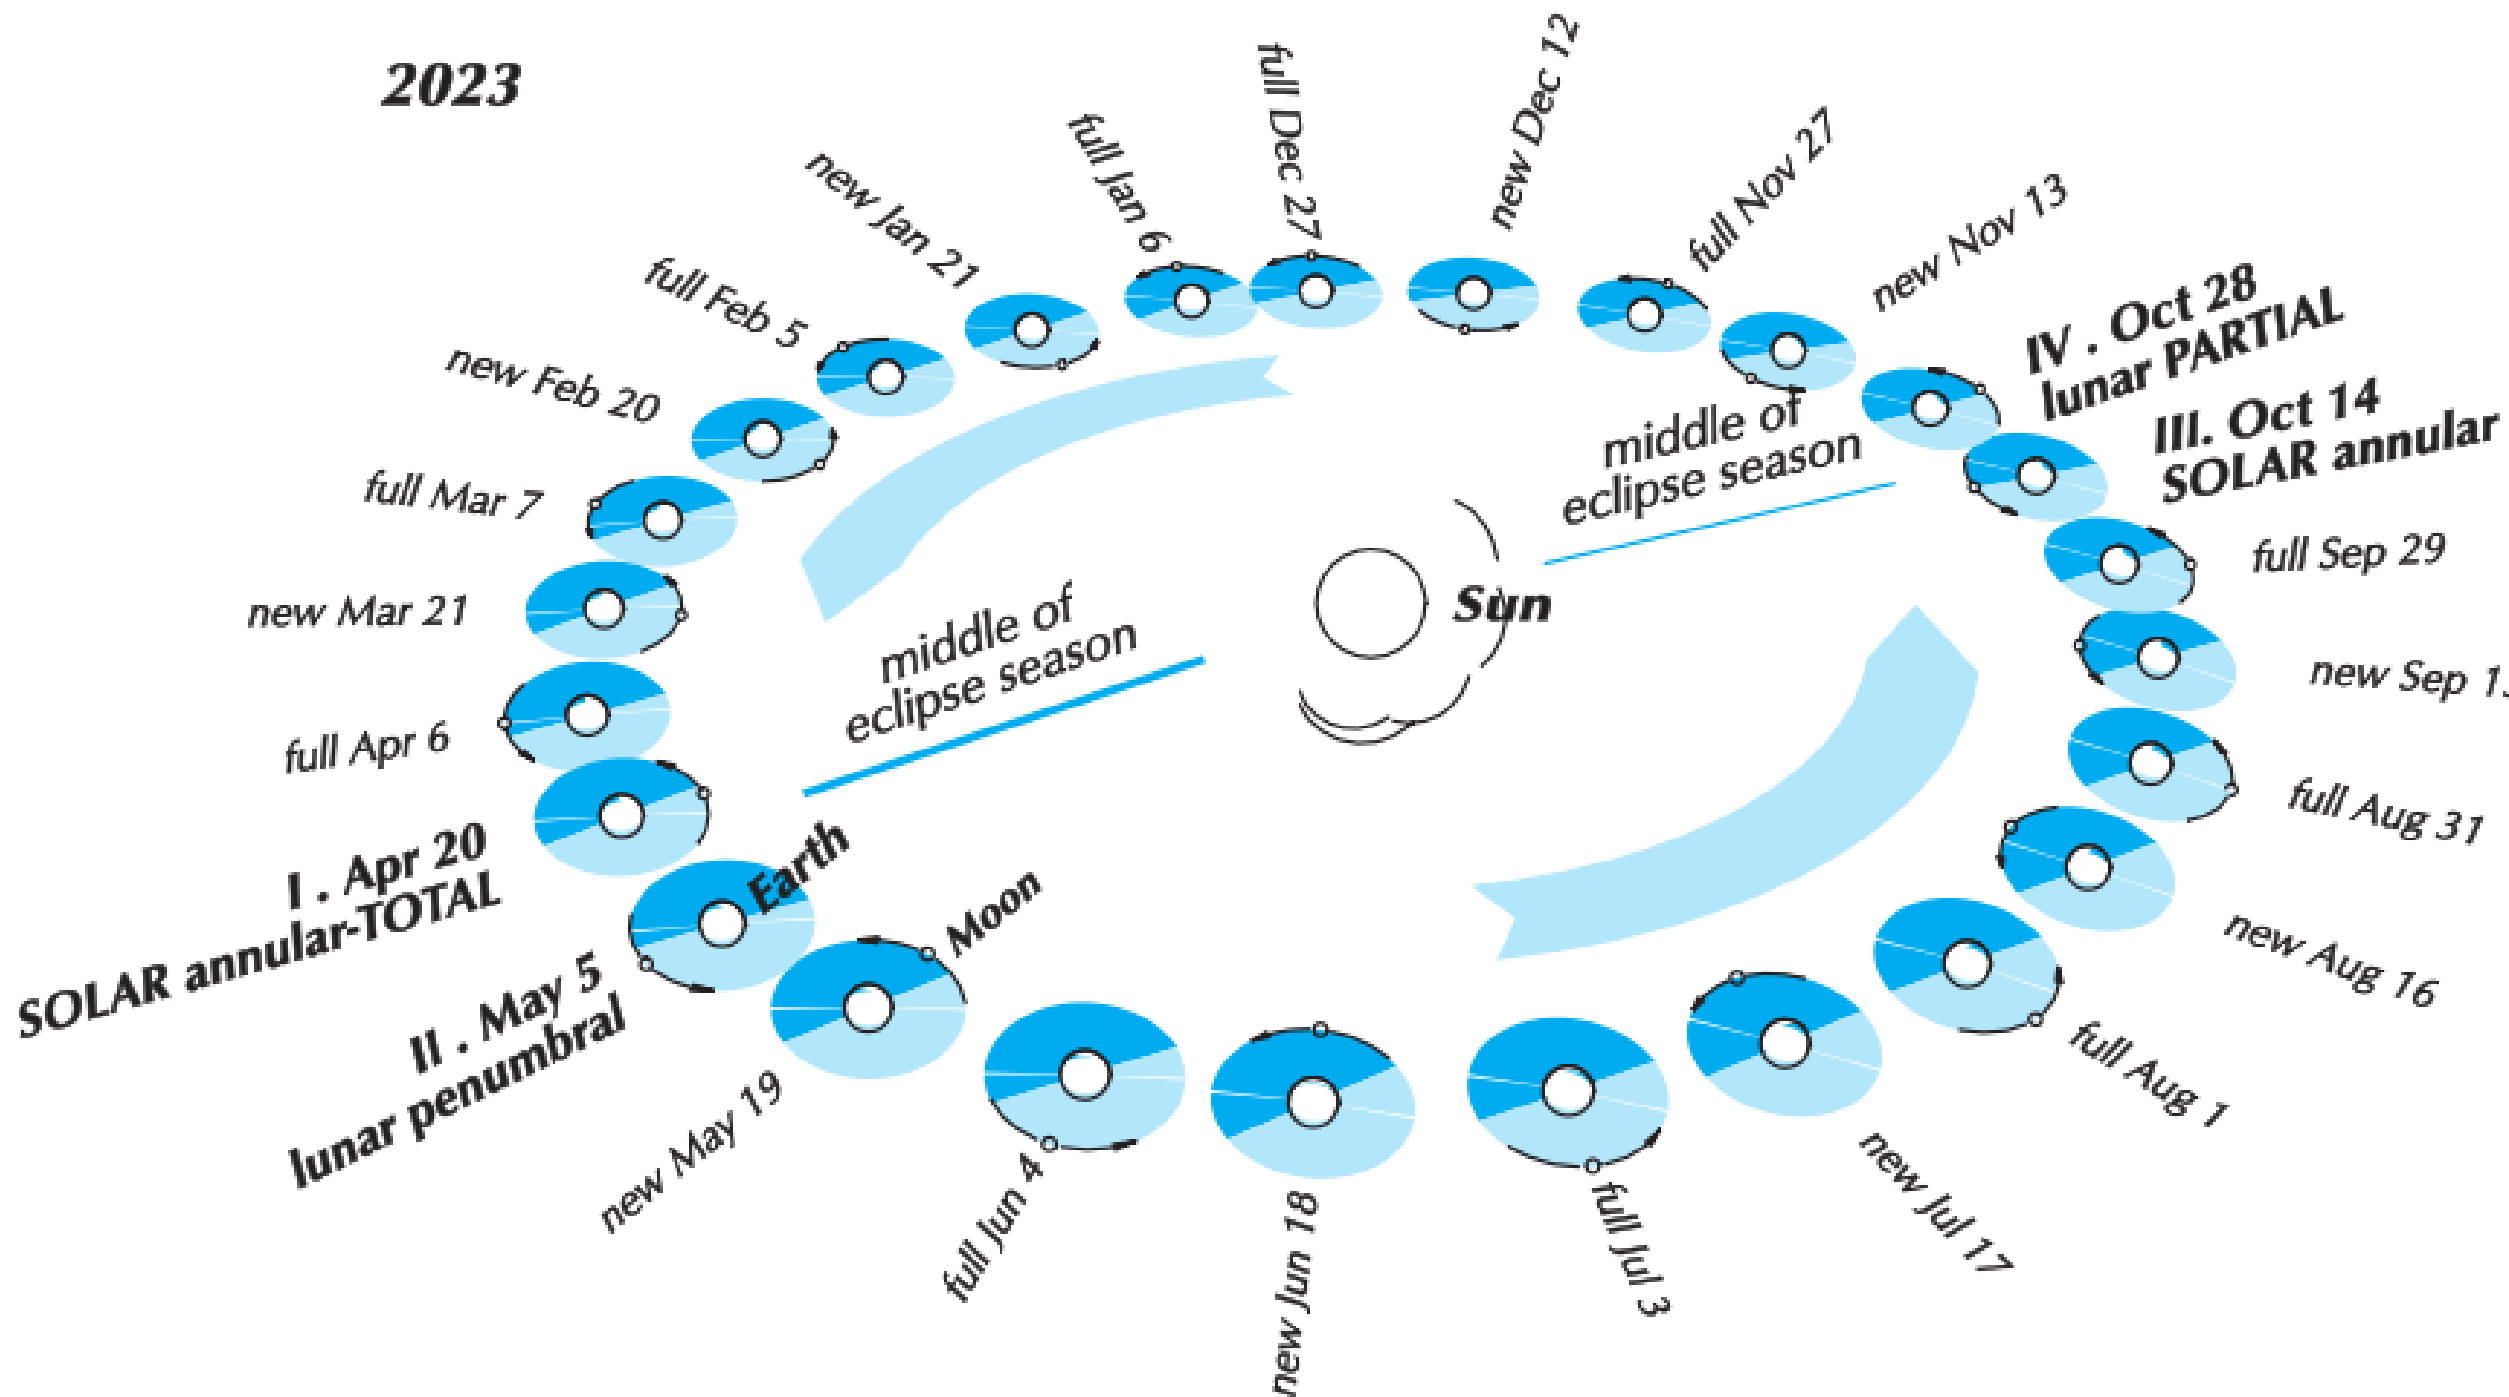 2023
full Jan 6
new Jan 21
full Feb 5
new Feb 20
full Mar 7
new Mar 21
full Apr 6
I . Apr 20
SOLAR annular-TOTAL
II . May 5
lunar penumbral
new May 19
full Jun 4
new Jun 18
full Jul 3
new Jul 17
full Aug 1
new Aug 16
full Aug 31
new Sep
full Sep 29
III. Oct 14
SOLAR annular
IV . Oct 28
lunar PARTIAL
new Nov 13
full Nov 27
new Dec 12
full Dec 27
middle of
eclipse season
Sun
middle of
eclipse season
Earth
Moon